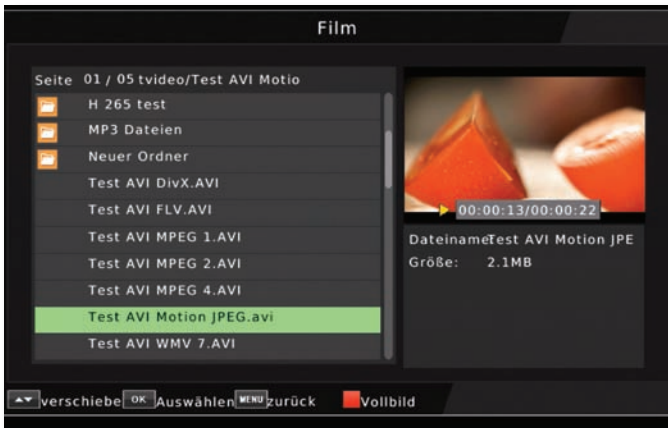 Film
Seite 01 / 05 tvideo/Test AVI Motio
H 265 test
MP3 Dateien
Neuer Ordner
Test AVI DivX.AVI
Test AVI FLV.AVI
Test AVI MPEG 1.AVI
Test AVI MPEG 2.AVI
Test AVI MPEG 4.AVI
Test AVI Motion JPEG.avi
Test AVI WMV 7.AVI
00:00:13/00:00:22
DateinameTest AVI Motion JPE
Größe: 2.1MB
verschiebe OK Auswählen MENU zurück Vollbild